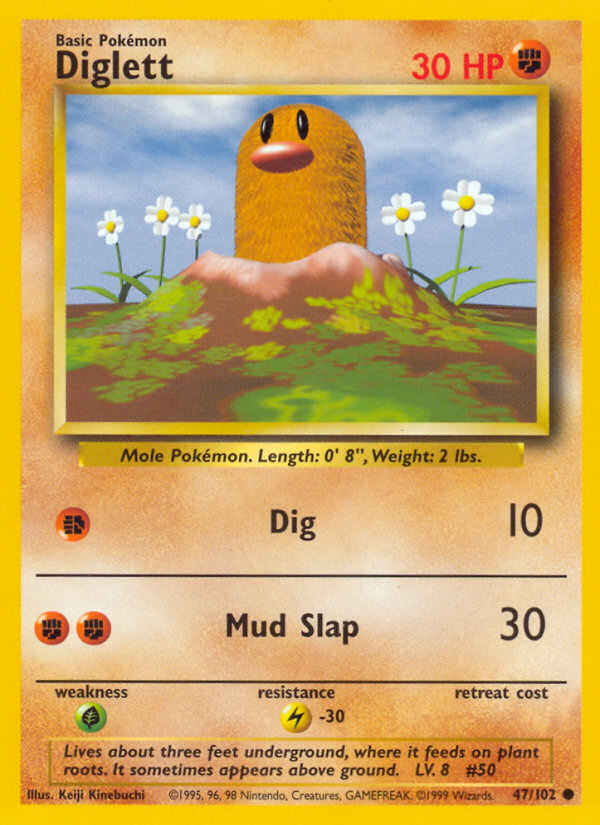 Basic Pokémon
Diglett 30 HP
Mole Pokémon. Length: 0' 8", Weight: 2 lbs.
Dig 10
Mud Slap 30
weakness resistance retreat cost
-30
Lives about three feet underground, where it feeds on plant
roots. It sometimes appears above ground. LV. 8 #50
Illus. Keiji Kinebuchi ©1995, 96, 98 Nintendo, Creatures, GAMEFREAK. ©1999 Wizards. 47/102